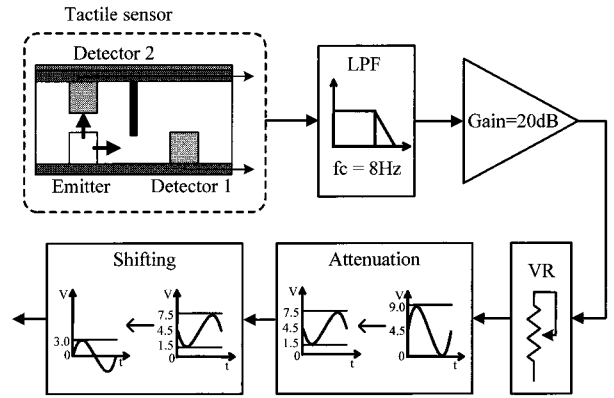 Tactile sensor
Detector 2
Emitter
Detector 1
LPF
fc = 8Hz
Gain=20dB
VR
Attenuation
V
9.0
4.5
0
t
V
7.5
4.5
1.5
0
t
Shifting
V
7.5
4.5
1.5
0
t
V
3.0
0
t